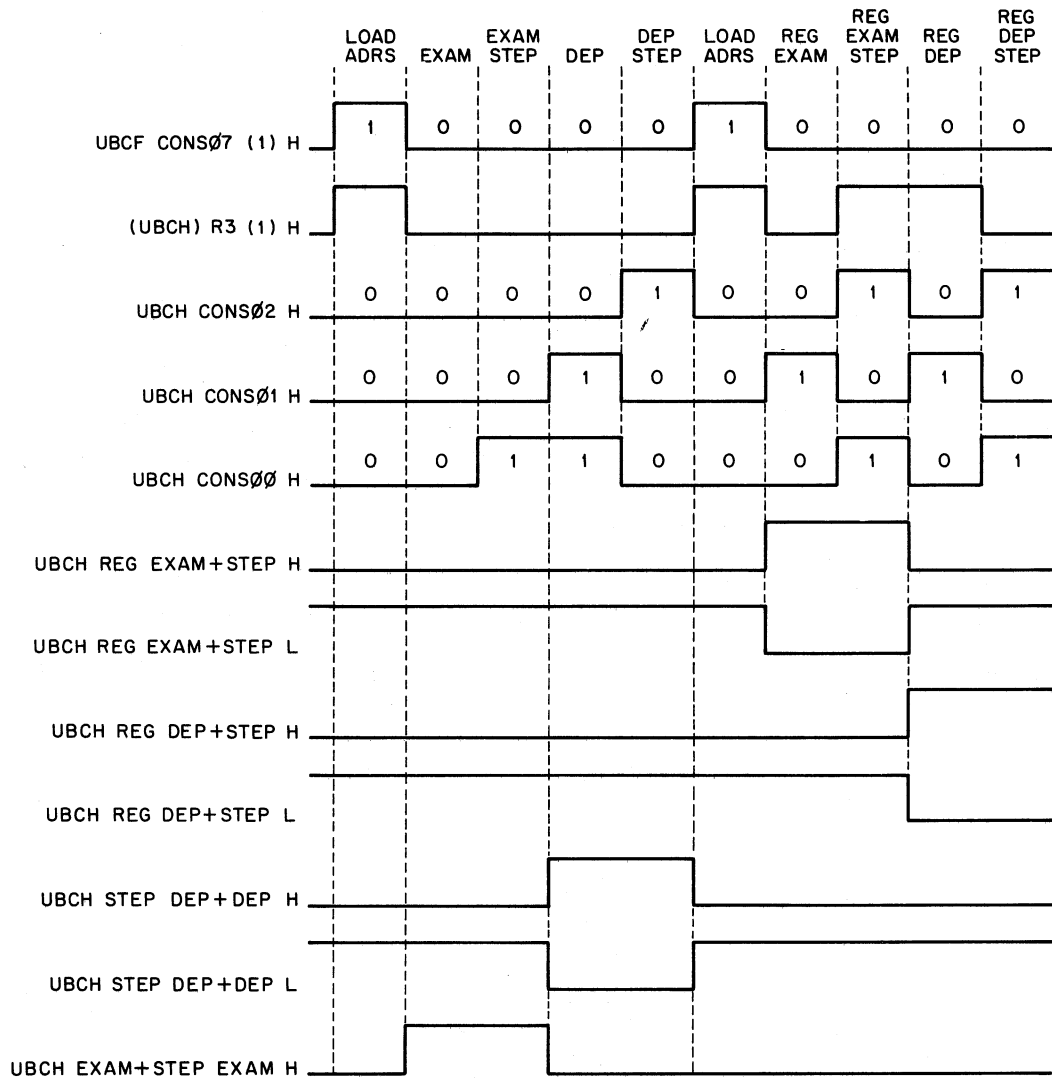 LOAD ADRS EXAM EXAM STEP DEP DEP STEP LOAD ADRS REG EXAM REG EXAM STEP REG DEP REG DEP STEP
UBCF CONSØ7 (1) H 1 0 0 0 0 1 0 0 0 0
(UBCH) R3 (1) H
UBCH CONSØ2 H 0 0 0 0 1 0 0 1 0 1
UBCH CONSØ1 H 0 0 0 1 0 0 1 0 1 0
UBCH CONSØØ H 0 0 1 1 0 0 0 1 0 1
UBCH REG EXAM+STEP H
UBCH REG EXAM+STEP L
UBCH REG DEP+STEP H
UBCH REG DEP+STEP L
UBCH STEP DEP+DEP H
UBCH STEP DEP+DEP L
UBCH EXAM+STEP EXAM H